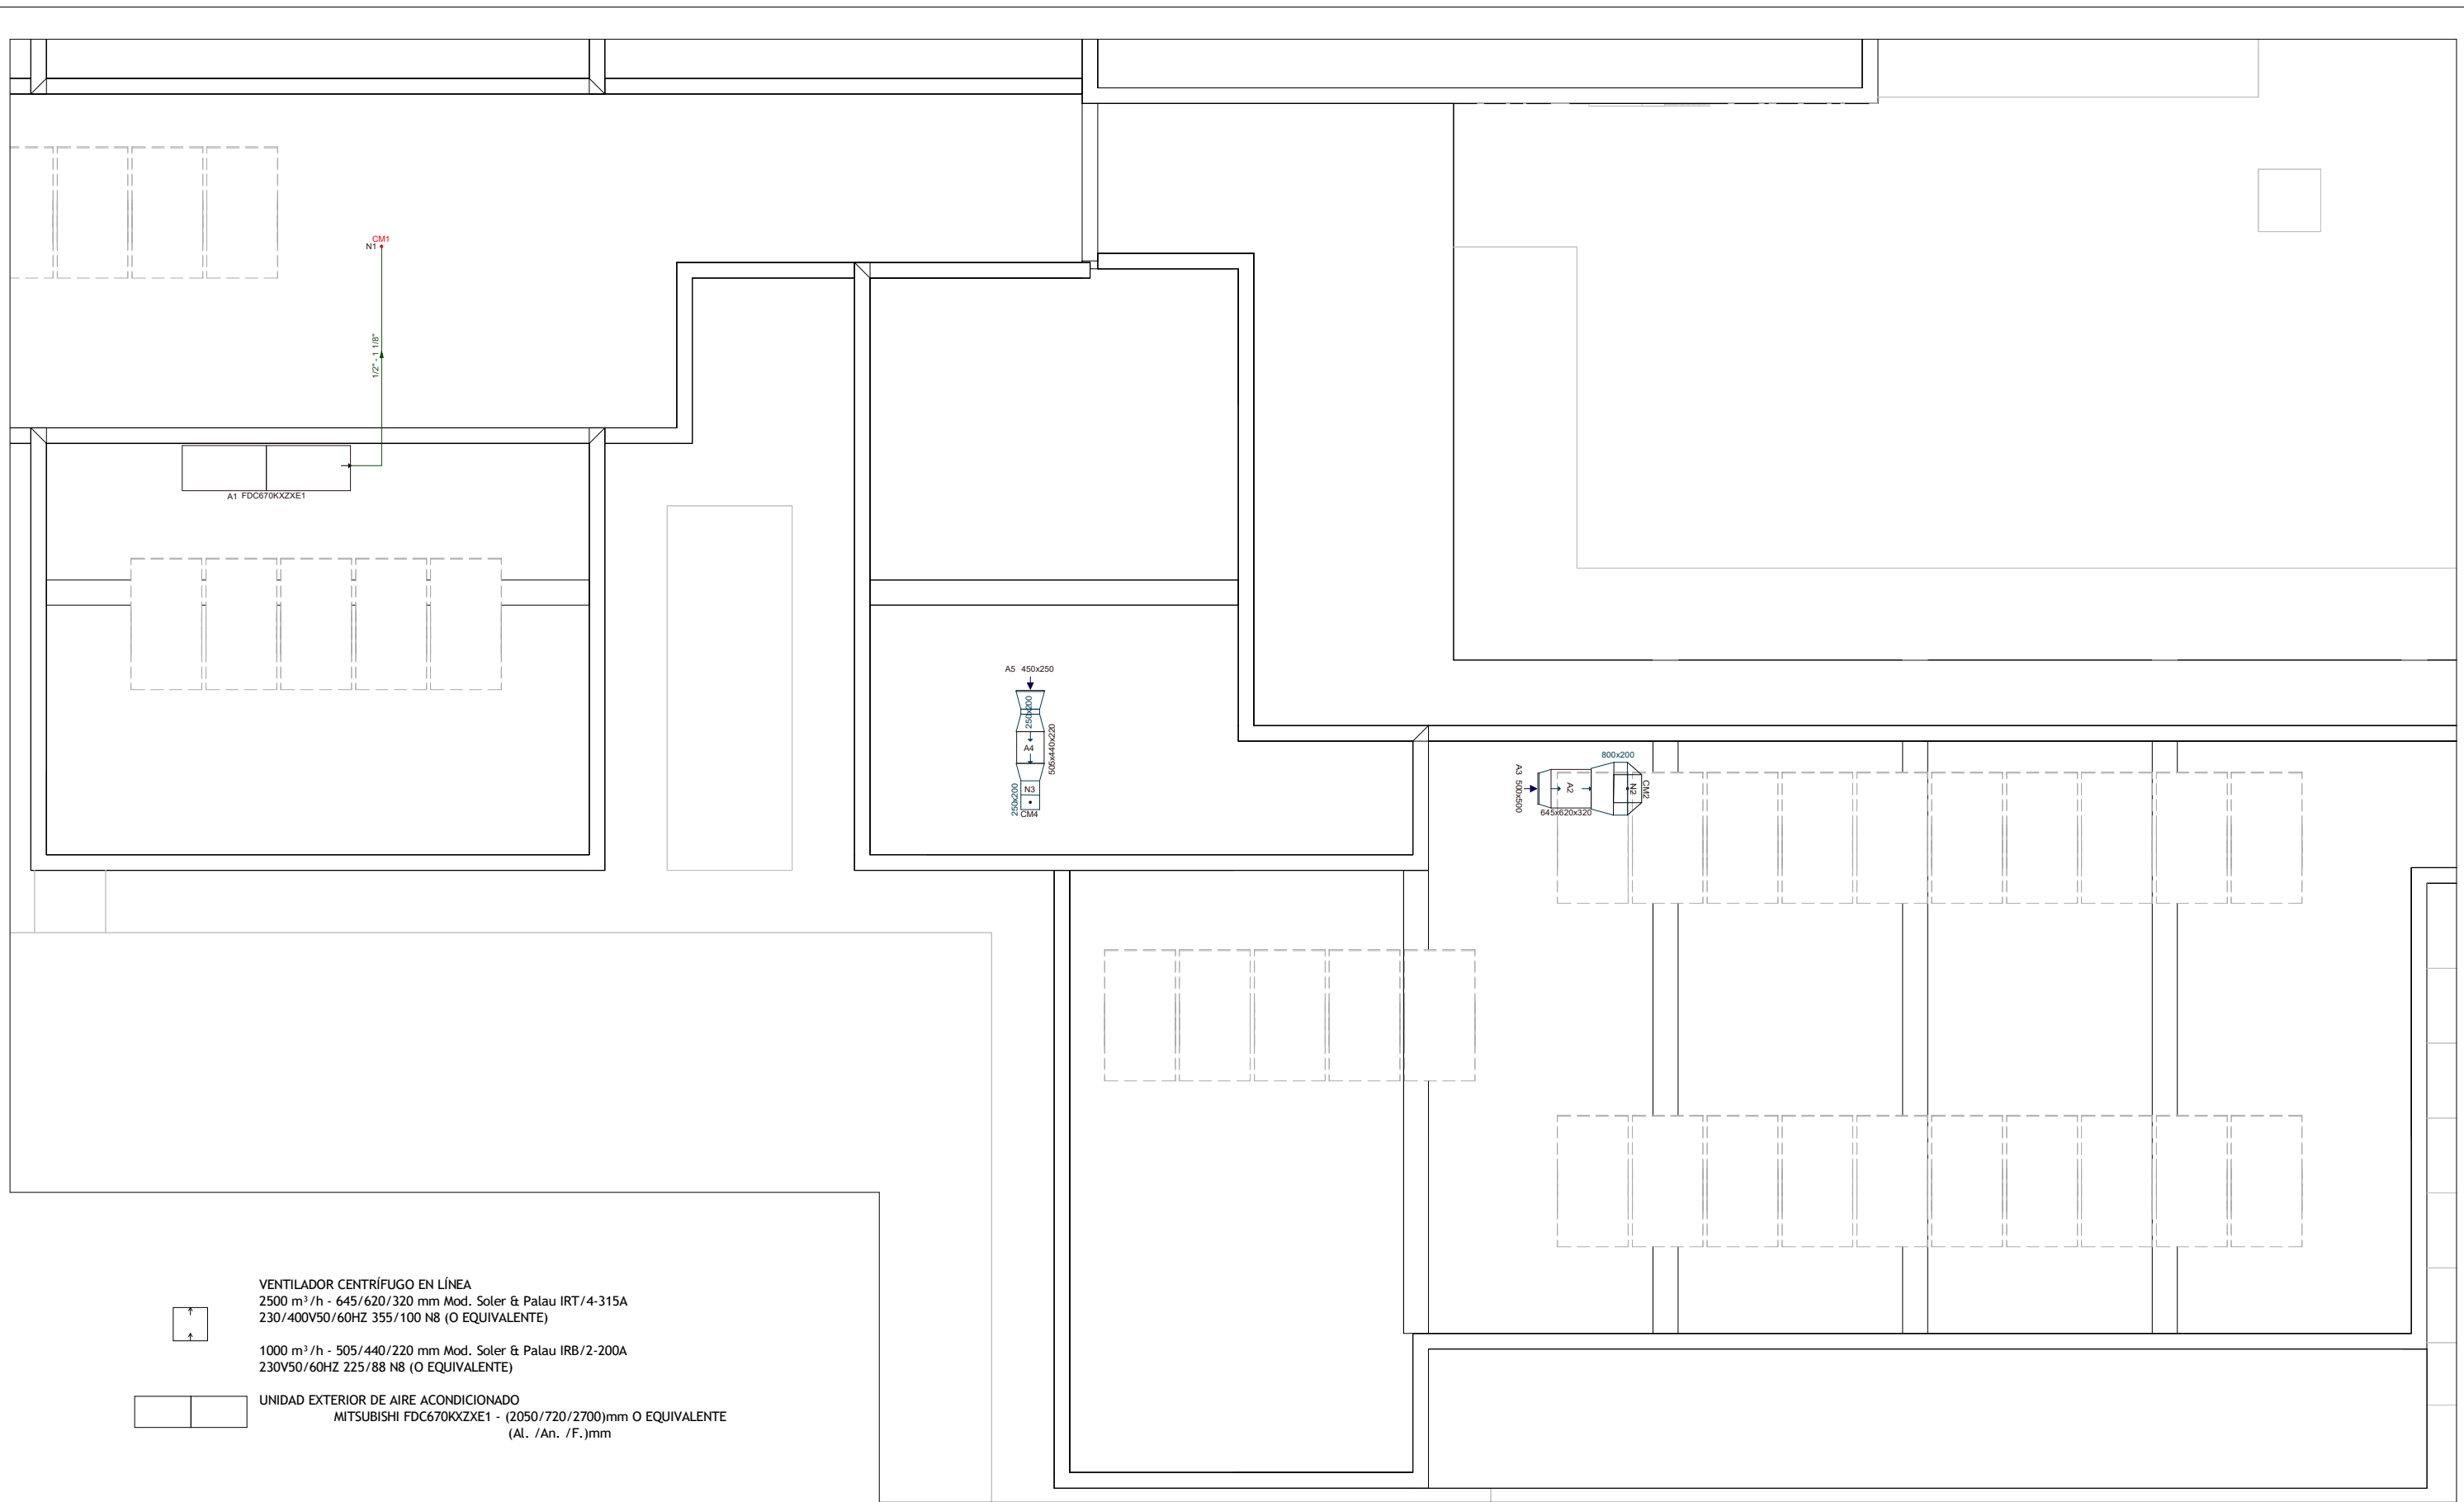 CM1
N1
1/2" - 1 1/8"
A1 FDC670KXZXE1
A5 450x250
250x200
A4
505x440x220
N3
250x200
CM4
800x200
A3 500x500
A2
N2
CM2
645x620x320
VENTILADOR CENTRÍFUGO EN LÍNEA
2500 m³/h - 645/620/320 mm Mod. Soler & Palau IRT/4-315A
230/400V50/60HZ 355/100 N8 (O EQUIVALENTE)
1000 m³/h - 505/440/220 mm Mod. Soler & Palau IRB/2-200A
230V50/60HZ 225/88 N8 (O EQUIVALENTE)
UNIDAD EXTERIOR DE AIRE ACONDICIONADO
MITSUBISHI FDC670KXZXE1 - (2050/720/2700)mm O EQUIVALENTE
(Al. /An. /F.)mm